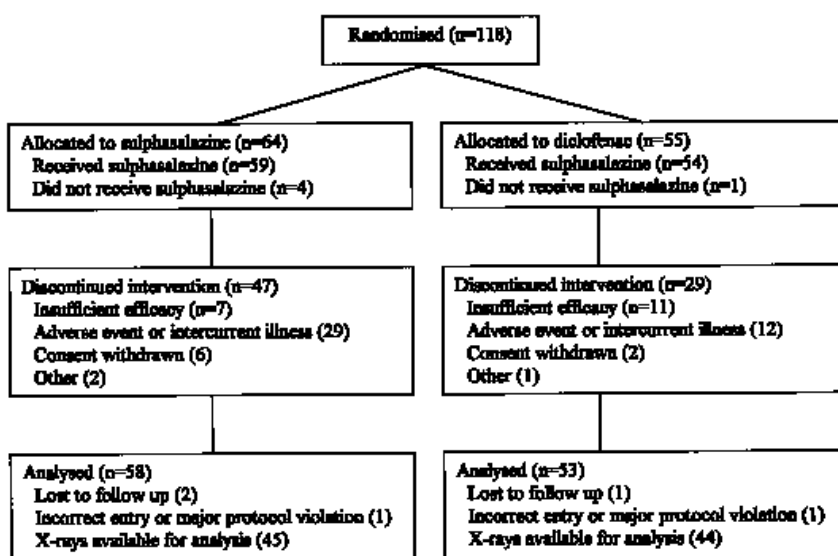 Randomised (n=118)
Allocated to sulphasalazine (n=64)
Received sulphasalazine (n=59)
Did not receive sulphasalazine (n=4)
Allocated to diclofenac (n=55)
Received sulphasalazine (n=54)
Did not receive sulphasalazine (n=1)
Discontinued intervention (n=47)
Insufficient efficacy (n=7)
Adverse event or intercurrent illness (29)
Consent withdrawn (6)
Other (2)
Discontinued intervention (n=29)
Insufficient efficacy (n=11)
Adverse event or intercurrent illness (12)
Consent withdrawn (2)
Other (1)
Analysed (n=58)
Lost to follow up (2)
Incorrect entry or major protocol violation (1)
X-rays available for analysis (45)
Analysed (n=53)
Lost to follow up (1)
Incorrect entry or major protocol violation (1)
X-rays available for analysis (44)